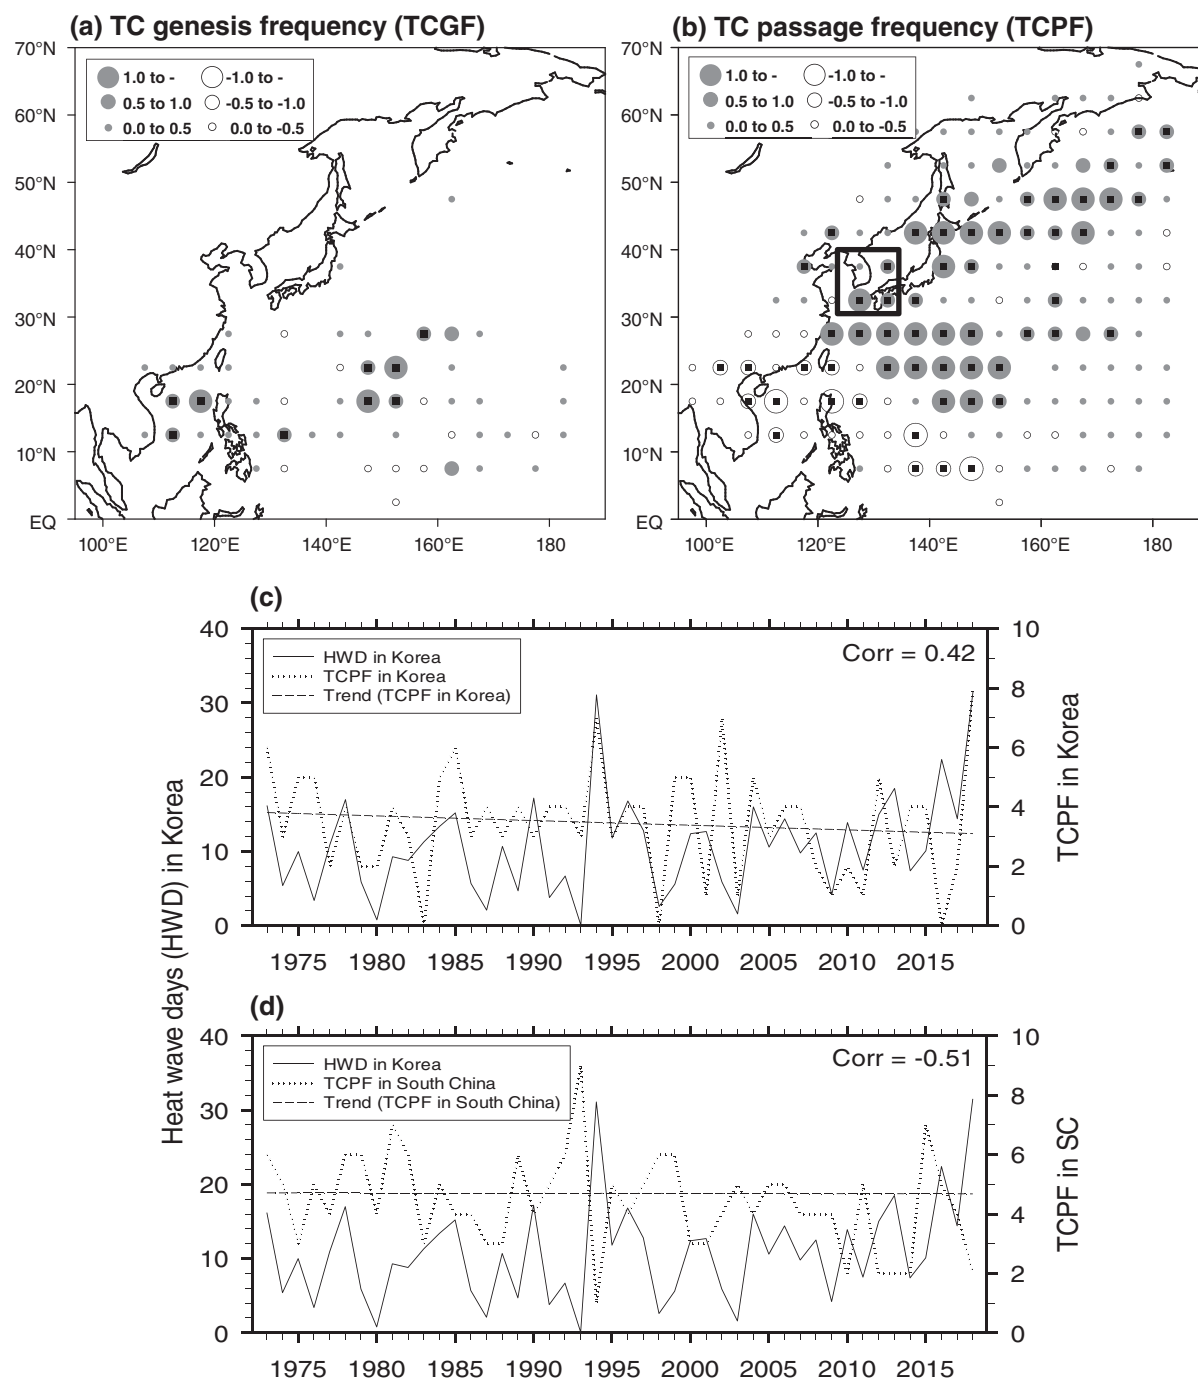 (a) TC genesis frequency (TCGF)
70°N
60°N
50°N
40°N
30°N
20°N
10°N
EQ
1.0 to - -1.0 to -
0.5 to 1.0 -0.5 to -1.0
0.0 to 0.5 0.0 to -0.5
100°E 120°E 140°E 160°E 180
(b) TC passage frequency (TCPF)
70°N
60°N
50°N
40°N
30°N
20°N
10°N
EQ
1.0 to - -1.0 to -
0.5 to 1.0 -0.5 to -1.0
0.0 to 0.5 0.0 to -0.5
100°E 120°E 140°E 160°E 180
Heat wave days (HWD) in Korea
(c)
40
30
20
10
0
HWD in Korea
TCPF in Korea
Trend (TCPF in Korea)
Corr = 0.42
10
8
6
4
2
0
TCPF in Korea
1975 1980 1985 1990 1995 2000 2005 2010 2015
(d)
40
30
20
10
0
HWD in Korea
TCPF in South China
Trend (TCPF in South China)
Corr = -0.51
10
8
6
4
2
0
TCPF in SC
1975 1980 1985 1990 1995 2000 2005 2010 2015